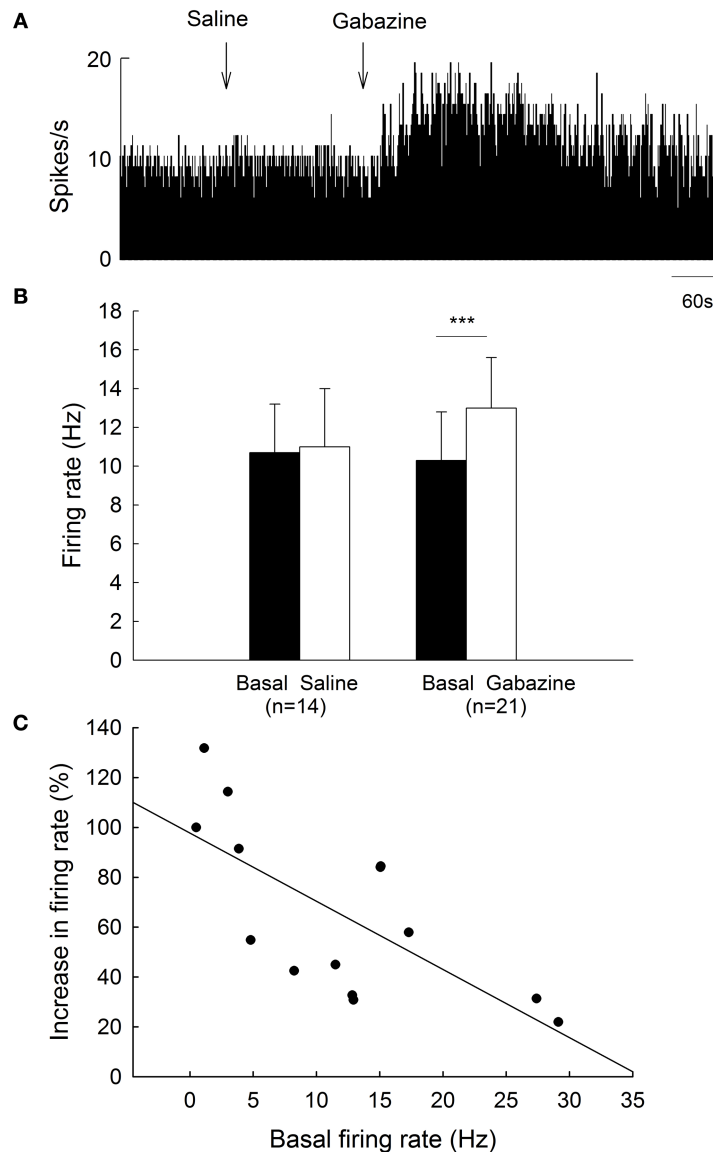 A
Saline
Gabazine
20
10
0
Spikes/s
60s
B
18
16
14
12
10
8
6
4
2
0
Firing rate (Hz)
***
Basal Saline
(n=14)
Basal Gabazine
(n=21)
C
140
120
100
80
60
40
20
0
Increase in firing rate (%)
0 5 10 15 20 25 30 35
Basal firing rate (Hz)